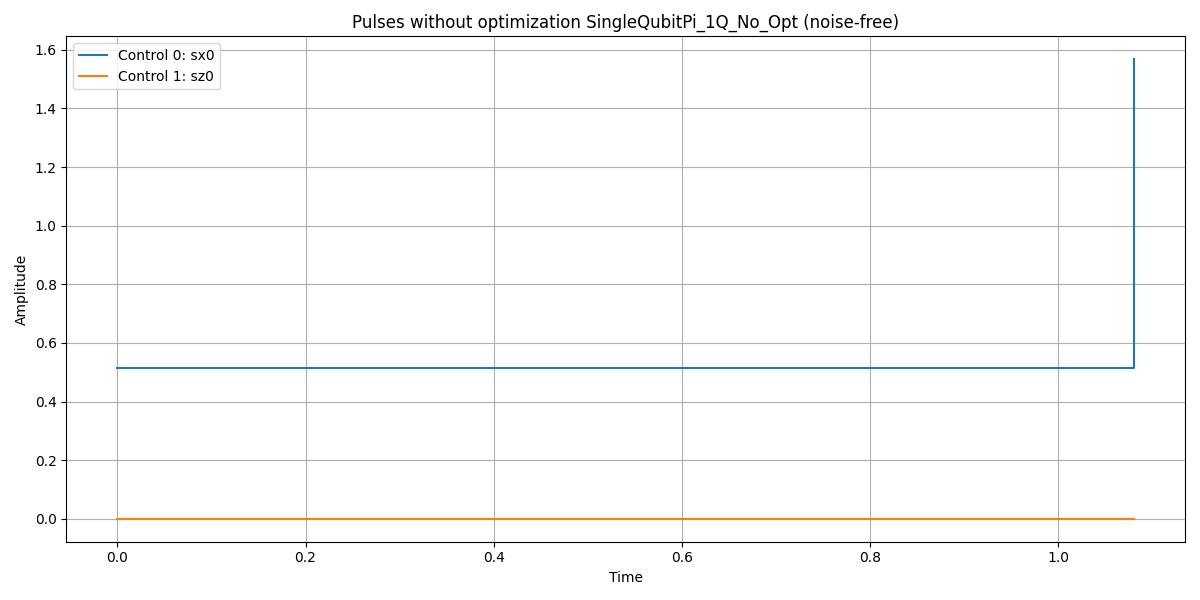 Pulses without optimization SingleQubitPi_1Q_No_Opt (noise-free)
Control 0: sx0
Control 1: sz0
1.6
1.4
1.2
1.0
0.8
0.6
0.4
0.2
0.0
Amplitude
0.0 0.2 0.4 0.6 0.8 1.0
Time